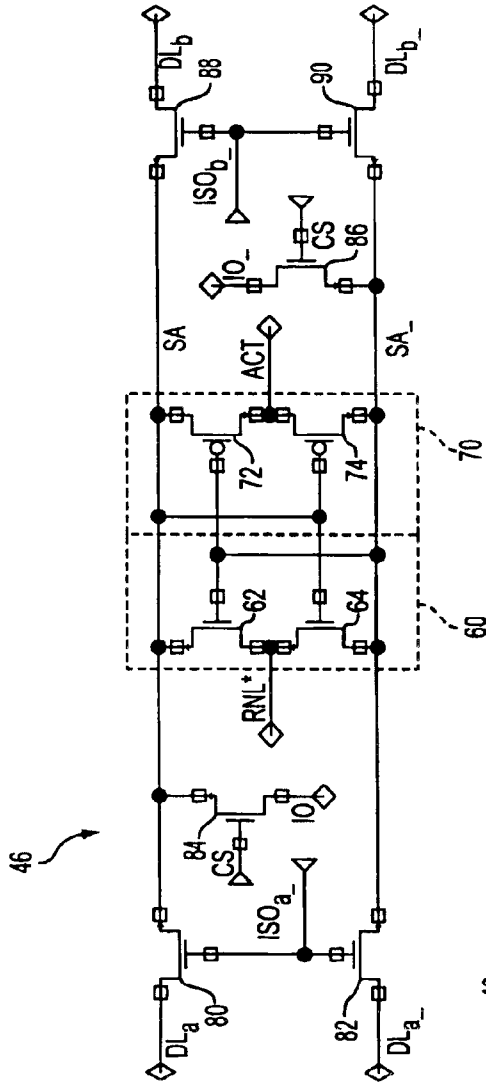 46
DLa
80
ISOa_
82
DLa_
CS
84
IO
RNL*
62
64
60
72
74
70
ACT
SA
SA_
IO_
CS
86
ISOb_
DLb
88
90
DLb_